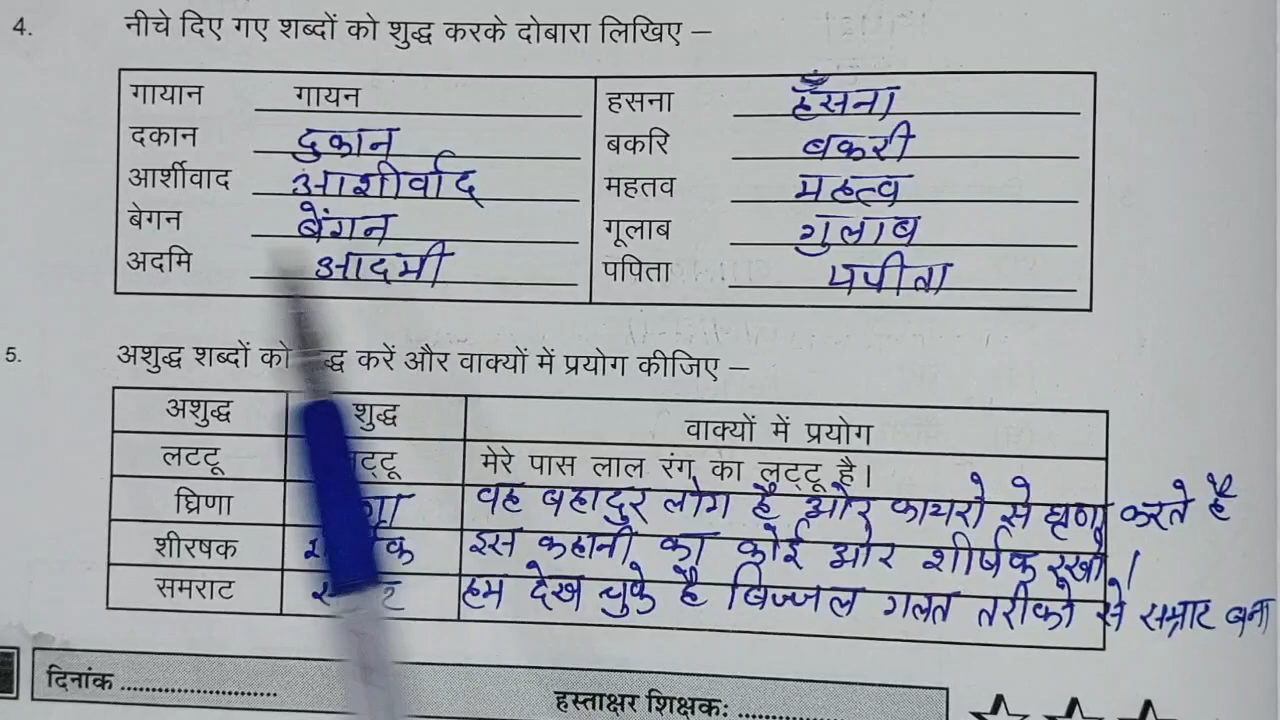 4. नीचे दिए गए शब्दों को शुद्ध करके दोबारा लिखिए –
गायान गायन हसना हँसना
दकान दुकान बकरि बकरी
आर्शीवाद आशीर्वाद महतव महत्व
बेगन बेंगन गूलाब गुलाब
अदमि आदमी पपिता पपीता
5. अशुद्ध शब्दों को करें और वाक्यों में प्रयोग कीजिए –
अशुद्ध शुद्ध वाक्यों में प्रयोग
लटटू मेरे पास लाल रंग का लट्टू है।
घ्रिणा वह बहादुर लोग है और कायरो से घृणा करते है
शीरषक इस कहानी का कोई और शीर्षक रखो।
समराट हम देख चुके है बिज्जल गलत तरीको से सम्राट बना
दिनांक ........................... हस्ताक्षर शिक्षक: ...............